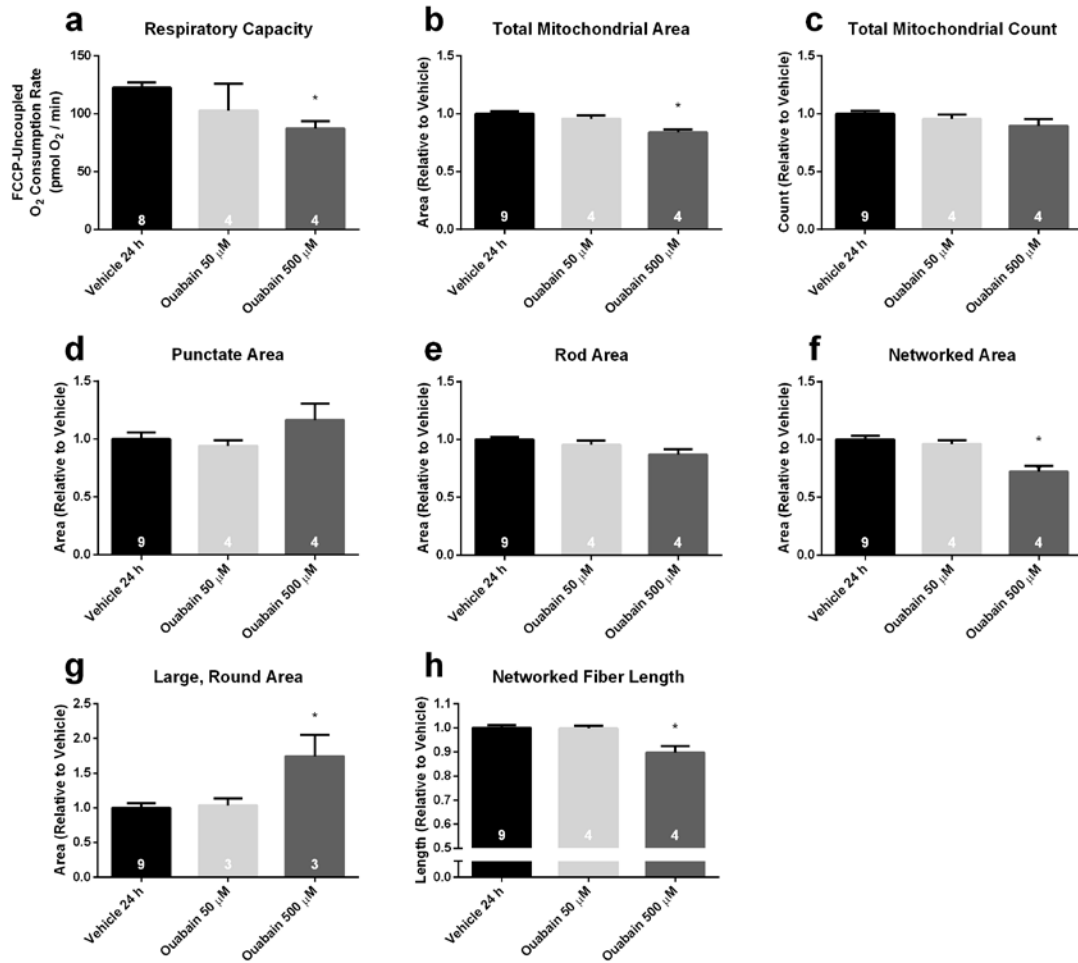 a
Respiratory Capacity
FCCP-Uncoupled
O₂ Consumption Rate
(pmol O₂ / min)
150
100
50
0
*
8
4
4
Vehicle 24 h
Ouabain 50 µM
Ouabain 500 µM
b
Total Mitochondrial Area
Area (Relative to Vehicle)
1.5
1.0
0.5
0.0
*
9
4
4
Vehicle 24 h
Ouabain 50 µM
Ouabain 500 µM
c
Total Mitochondrial Count
Count (Relative to Vehicle)
1.5
1.0
0.5
0.0
9
4
4
Vehicle 24 h
Ouabain 50 µM
Ouabain 500 µM
d
Punctate Area
Area (Relative to Vehicle)
1.5
1.0
0.5
0.0
9
4
4
Vehicle 24 h
Ouabain 50 µM
Ouabain 500 µM
e
Rod Area
Area (Relative to Vehicle)
1.5
1.0
0.5
0.0
9
4
4
Vehicle 24 h
Ouabain 50 µM
Ouabain 500 µM
f
Networked Area
Area (Relative to Vehicle)
1.5
1.0
0.5
0.0
*
9
4
4
Vehicle 24 h
Ouabain 50 µM
Ouabain 500 µM
g
Large, Round Area
Area (Relative to Vehicle)
2.5
2.0
1.5
1.0
0.5
0.0
*
9
3
3
Vehicle 24 h
Ouabain 50 µM
Ouabain 500 µM
h
Networked Fiber Length
Length (Relative to Vehicle)
1.1
1.0
0.9
0.8
0.7
0.6
0.5
0.0
*
9
4
4
Vehicle 24 h
Ouabain 50 µM
Ouabain 500 µM